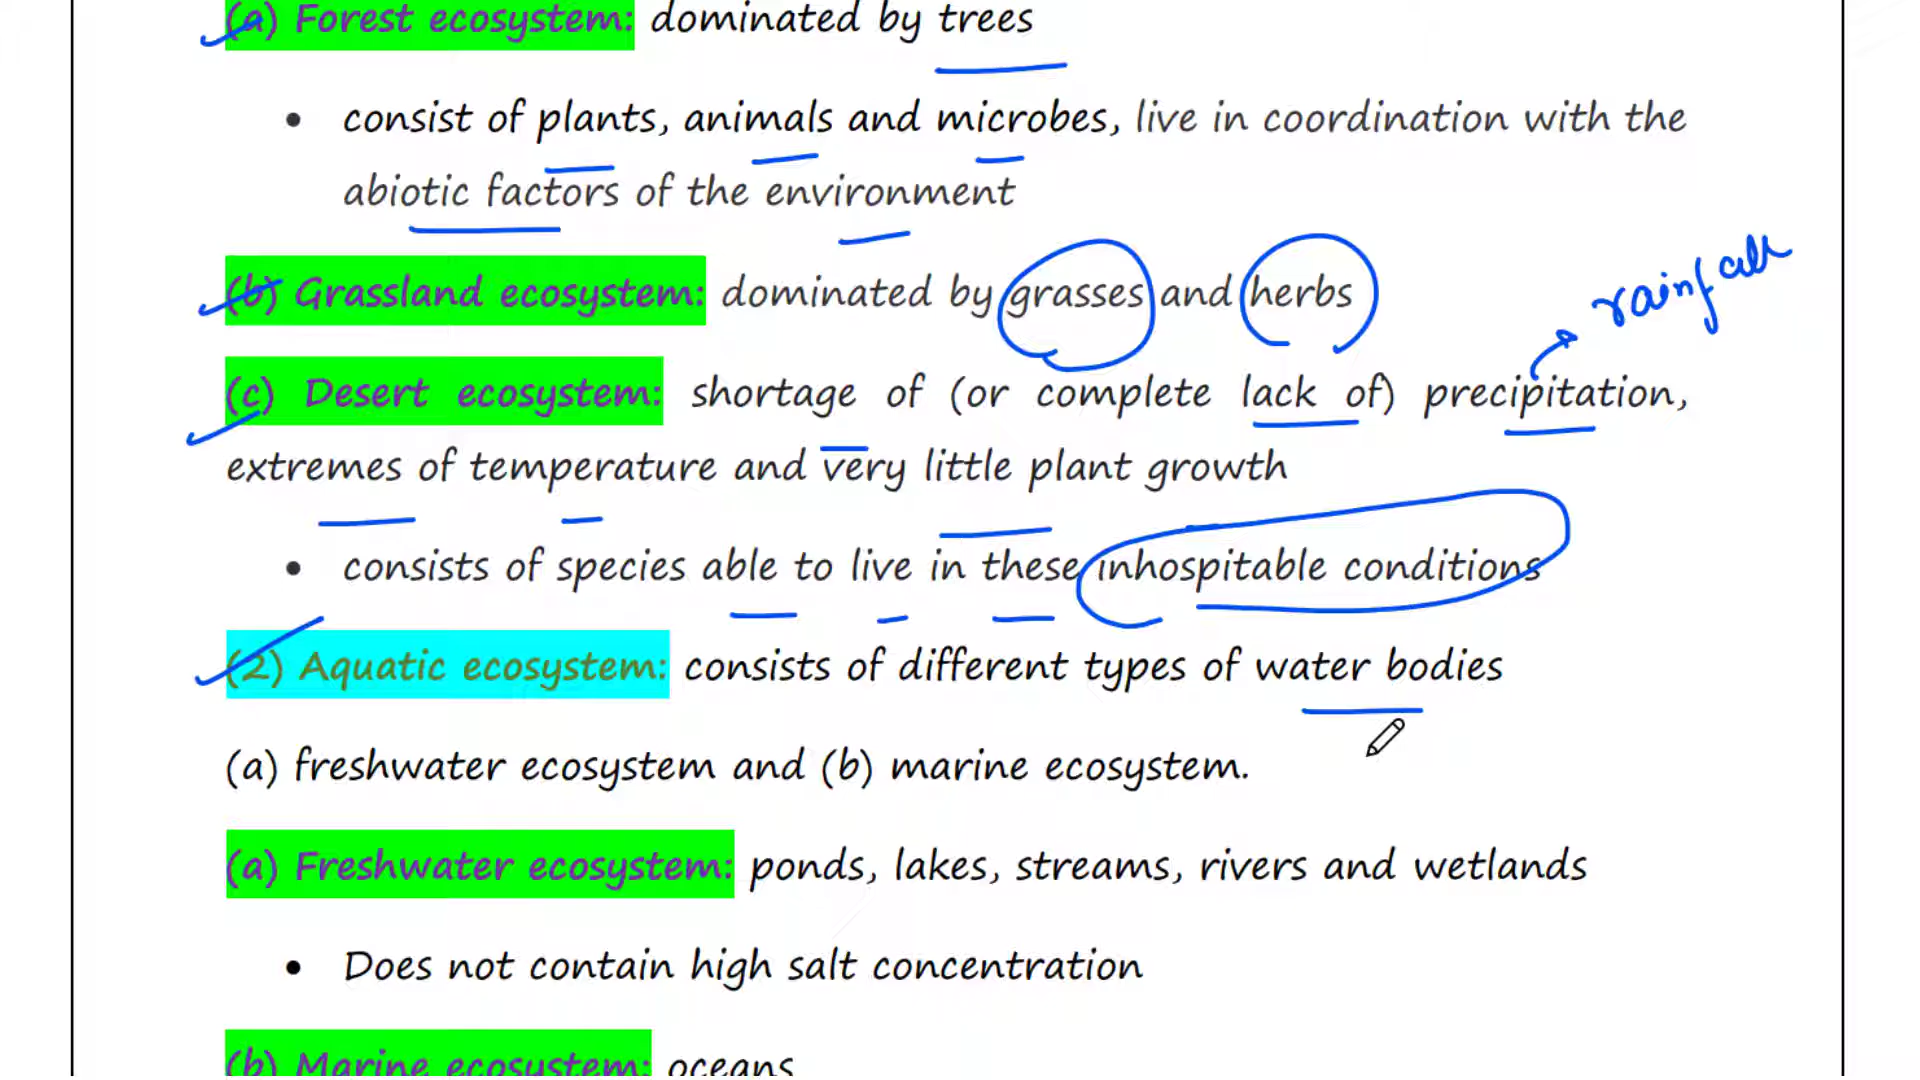 (a) Forest ecosystem: dominated by trees
• consist of plants, animals and microbes, live in coordination with the
abiotic factors of the environment
(b) Grassland ecosystem: dominated by grasses and herbs
rainfall
(c) Desert ecosystem: shortage of (or complete lack of) precipitation,
extremes of temperature and very little plant growth
• consists of species able to live in these inhospitable conditions
(2) Aquatic ecosystem: consists of different types of water bodies
(a) freshwater ecosystem and (b) marine ecosystem.
(a) Freshwater ecosystem: ponds, lakes, streams, rivers and wetlands
• Does not contain high salt concentration
(b) Marine ecosystem: oceans